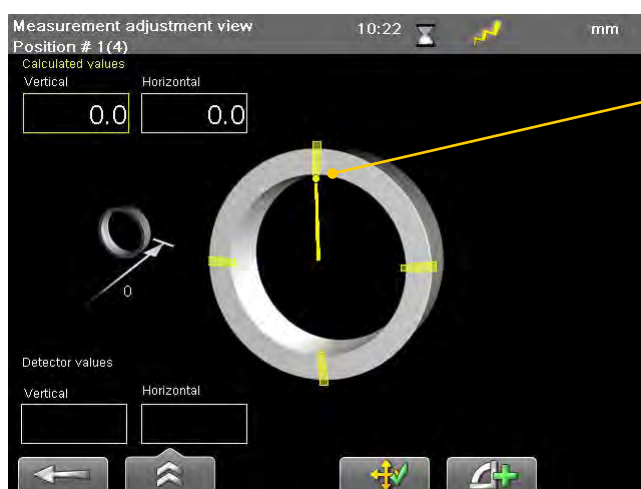 Measurement adjustment view 10:22 mm
Position # 1(4)
Calculated values
Vertical Horizontal
0.0 0.0
0
Detector values
Vertical Horizontal